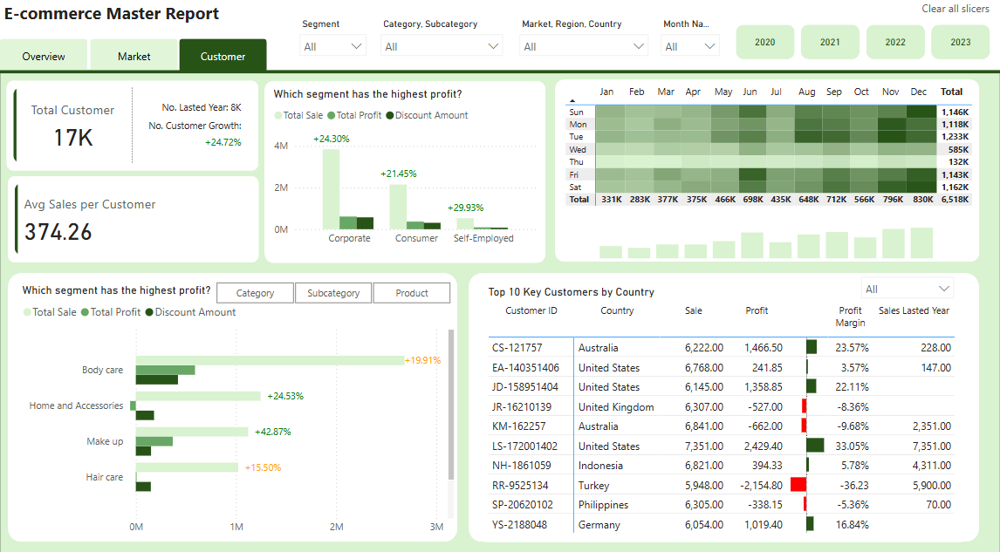 E-commerce Master Report
Clear all slicers
Segment
Category, Subcategory
Market, Region, Country
Month Na...
All
All
All
All
2020
2021
2022
2023
Overview
Market
Customer
Total Customer
17K
No. Lasted Year: 8K
No. Customer Growth:
+24.72%
Avg Sales per Customer
374.26
Which segment has the highest profit?
Total Sale Total Profit Discount Amount
4M
2M
0M
+24.30%
+21.45%
+29.93%
Corporate Consumer Self-Employed
Jan Feb Mar Apr May Jun Jul Aug Sep Oct Nov Dec Total
Sun 1,146K
Mon 1,118K
Tue 1,233K
Wed 585K
Thu 132K
Fri 1,143K
Sat 1,162K
Total 331K 283K 377K 375K 466K 698K 435K 648K 712K 566K 796K 830K 6,518K
Which segment has the highest profit?
Category
Subcategory
Product
Total Sale Total Profit Discount Amount
Body care +19.91%
Home and Accessories +24.53%
Make up +42.87%
Hair care +15.50%
0M 1M 2M 3M
Top 10 Key Customers by Country
All
Customer ID Country Sale Profit Profit Margin Sales Lasted Year
CS-121757 Australia 6,222.00 1,466.50 23.57% 228.00
EA-140351406 United States 6,768.00 241.85 3.57% 147.00
JD-158951404 United States 6,145.00 1,358.85 22.11%
JR-16210139 United Kingdom 6,307.00 -527.00 -8.36%
KM-162257 Australia 6,841.00 -662.00 -9.68% 2,351.00
LS-172001402 United States 7,351.00 2,429.40 33.05% 7,351.00
NH-1861059 Indonesia 6,821.00 394.33 5.78% 4,311.00
RR-9525134 Turkey 5,948.00 -2,154.80 -36.23 5,900.00
SP-20620102 Philippines 6,305.00 -338.15 -5.36% 70.00
YS-2188048 Germany 6,054.00 1,019.40 16.84%